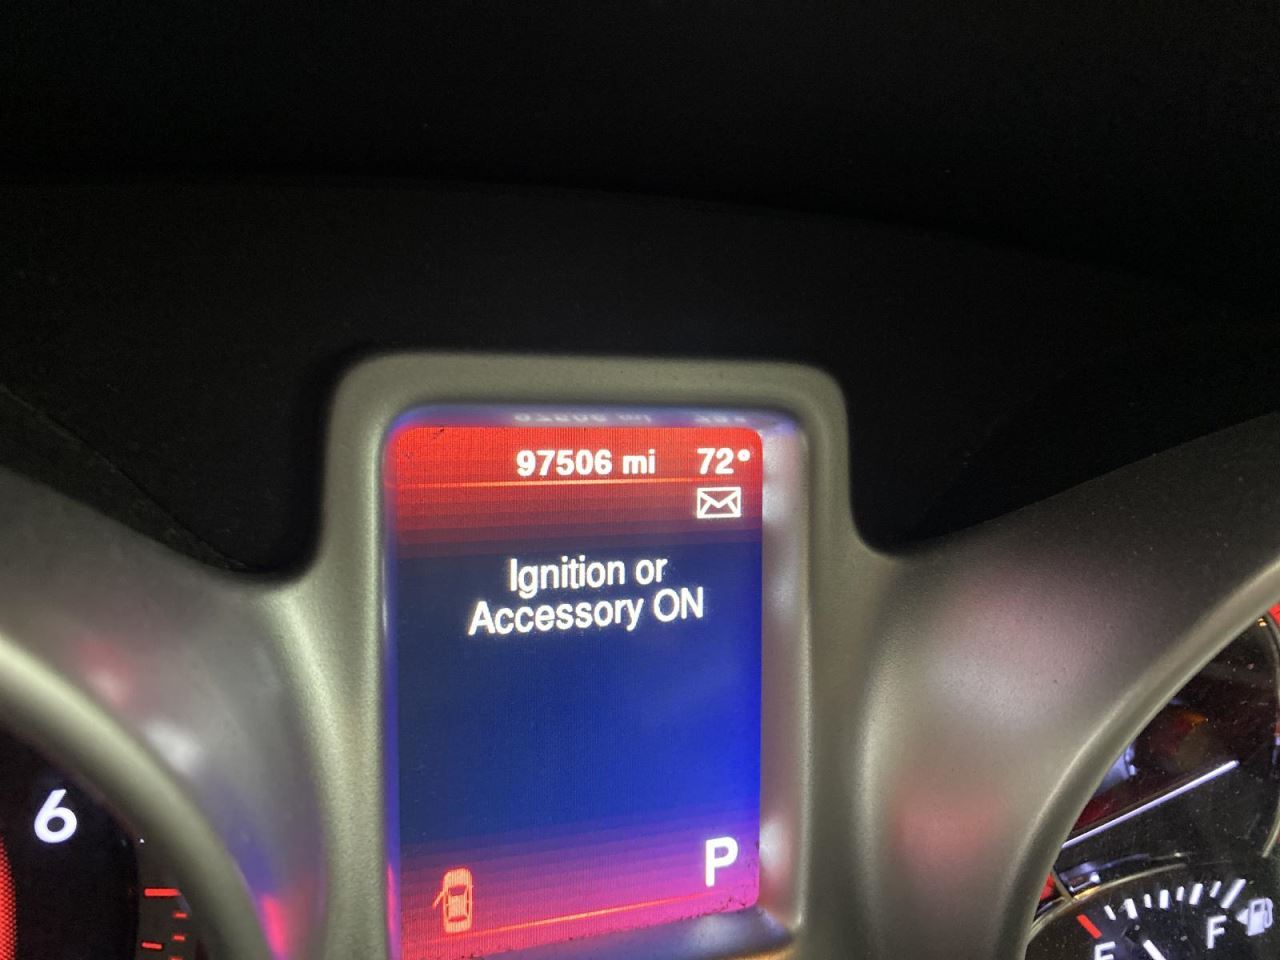 97506 mi 72°
Ignition or
Accessory ON
P
6
E F